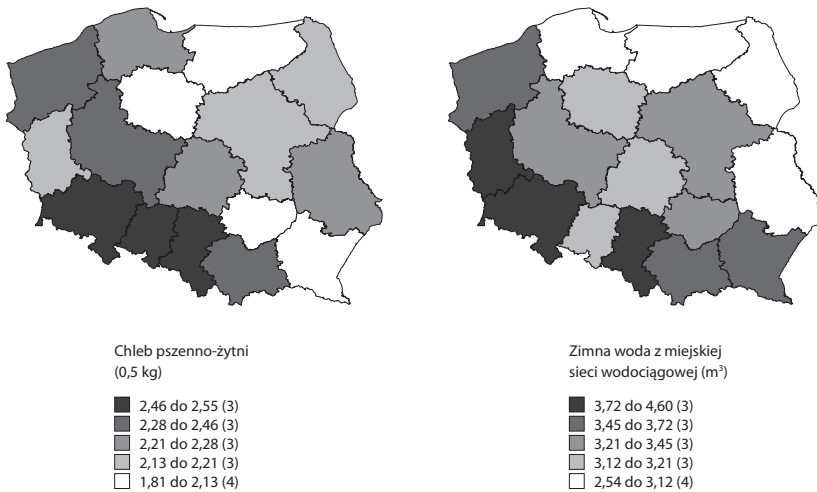 Chleb pszenno-żytni
(0,5 kg)
2,46 do 2,55 (3)
2,28 do 2,46 (3)
2,21 do 2,28 (3)
2,13 do 2,21 (3)
1,81 do 2,13 (4)
Zimna woda z miejskiej
sieci wodociągowej (m³)
3,72 do 4,60 (3)
3,45 do 3,72 (3)
3,21 do 3,45 (3)
3,12 do 3,21 (3)
2,54 do 3,12 (4)